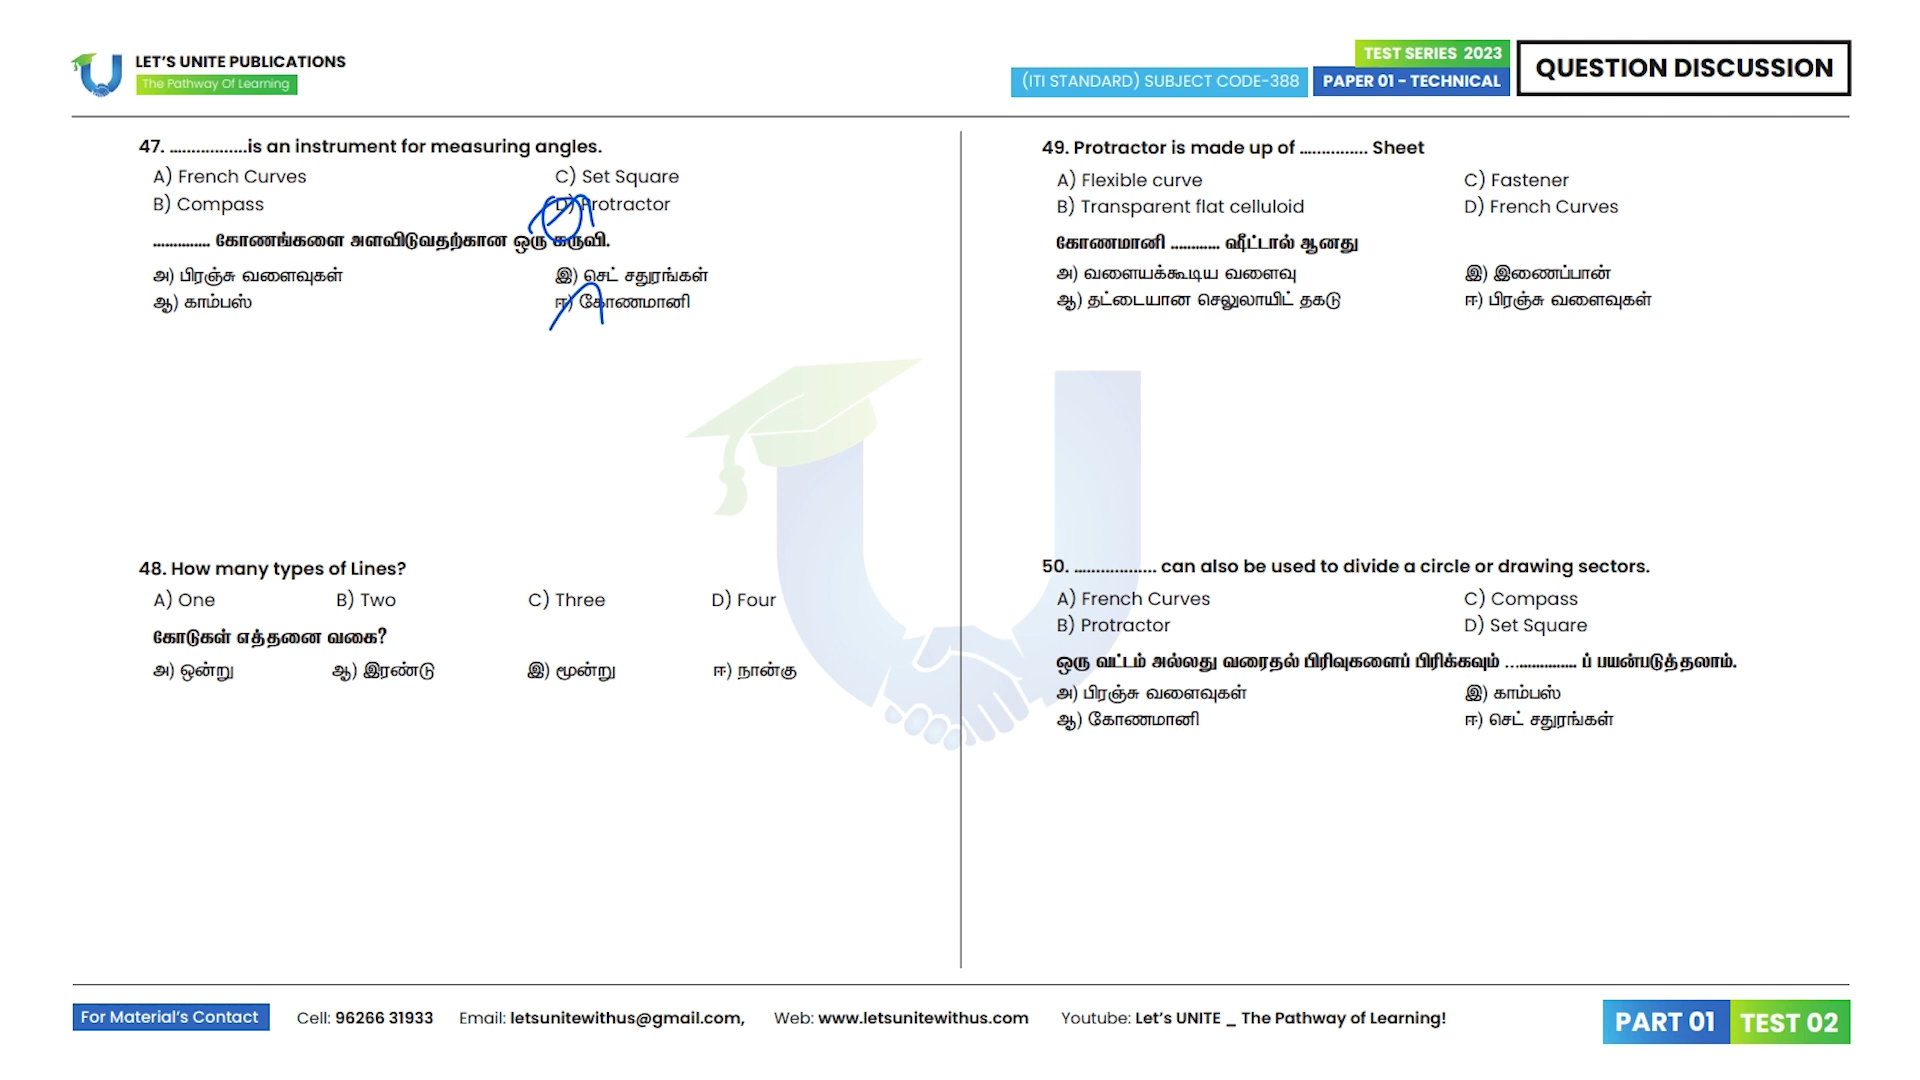 LET'S UNITE PUBLICATIONS
The Pathway Of Learning
TEST SERIES 2023
(ITI STANDARD) SUBJECT CODE-388 PAPER 01 - TECHNICAL
QUESTION DISCUSSION
47. .................is an instrument for measuring angles.
A) French Curves C) Set Square
B) Compass D) Protractor
.............. கோணங்களை அளவிடுவதற்கான ஒரு கருவி.
அ) பிரஞ்சு வளைவுகள் இ) செட் சதுரங்கள்
ஆ) காம்பஸ் ஈ) கோணமானி
48. How many types of Lines?
A) One B) Two C) Three D) Four
கோடுகள் எத்தனை வகை?
அ) ஒன்று ஆ) இரண்டு இ) மூன்று ஈ) நான்கு
49. Protractor is made up of ............... Sheet
A) Flexible curve C) Fastener
B) Transparent flat celluloid D) French Curves
கோணமானி ............ ஷீட்டால் ஆனது
அ) வளையக்கூடிய வளைவு இ) இணைப்பான்
ஆ) தட்டையான செலுலாயிட் தகடு ஈ) பிரஞ்சு வளைவுகள்
50. .................. can also be used to divide a circle or drawing sectors.
A) French Curves C) Compass
B) Protractor D) Set Square
ஒரு வட்டம் அல்லது வரைதல் பிரிவுகளைப் பிரிக்கவும் ................ ப் பயன்படுத்தலாம்.
அ) பிரஞ்சு வளைவுகள் இ) காம்பஸ்
ஆ) கோணமானி ஈ) செட் சதுரங்கள்
For Material's Contact Cell: 96266 31933 Email: letsunitewithus@gmail.com, Web: www.letsunitewithus.com Youtube: Let's UNITE _ The Pathway of Learning!
PART 01 TEST 02